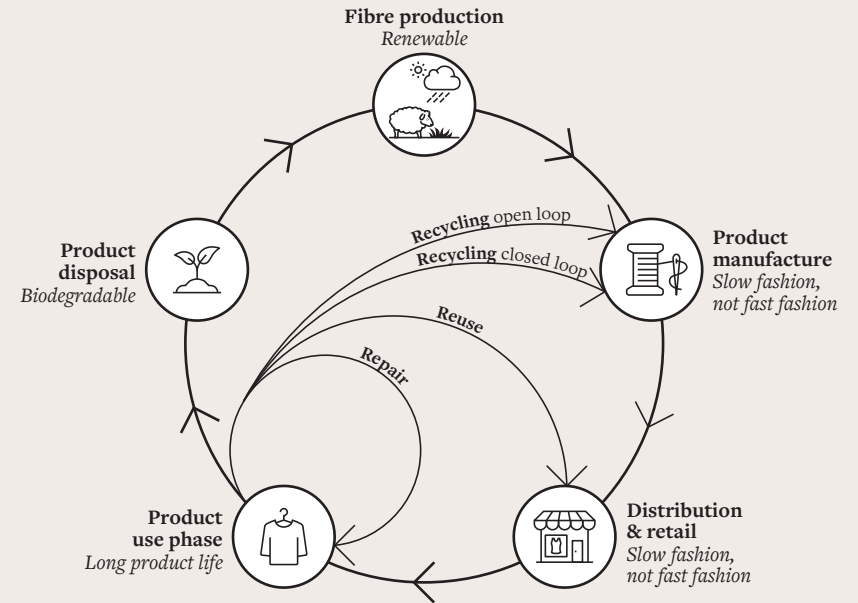 Fibre production
Renewable
Product
manufacture
Slow fashion,
not fast fashion
Recycling open loop
Recycling closed loop
Reuse
Repair
Product
disposal
Biodegradable
Product
use phase
Long product life
Distribution
& retail
Slow fashion,
not fast fashion